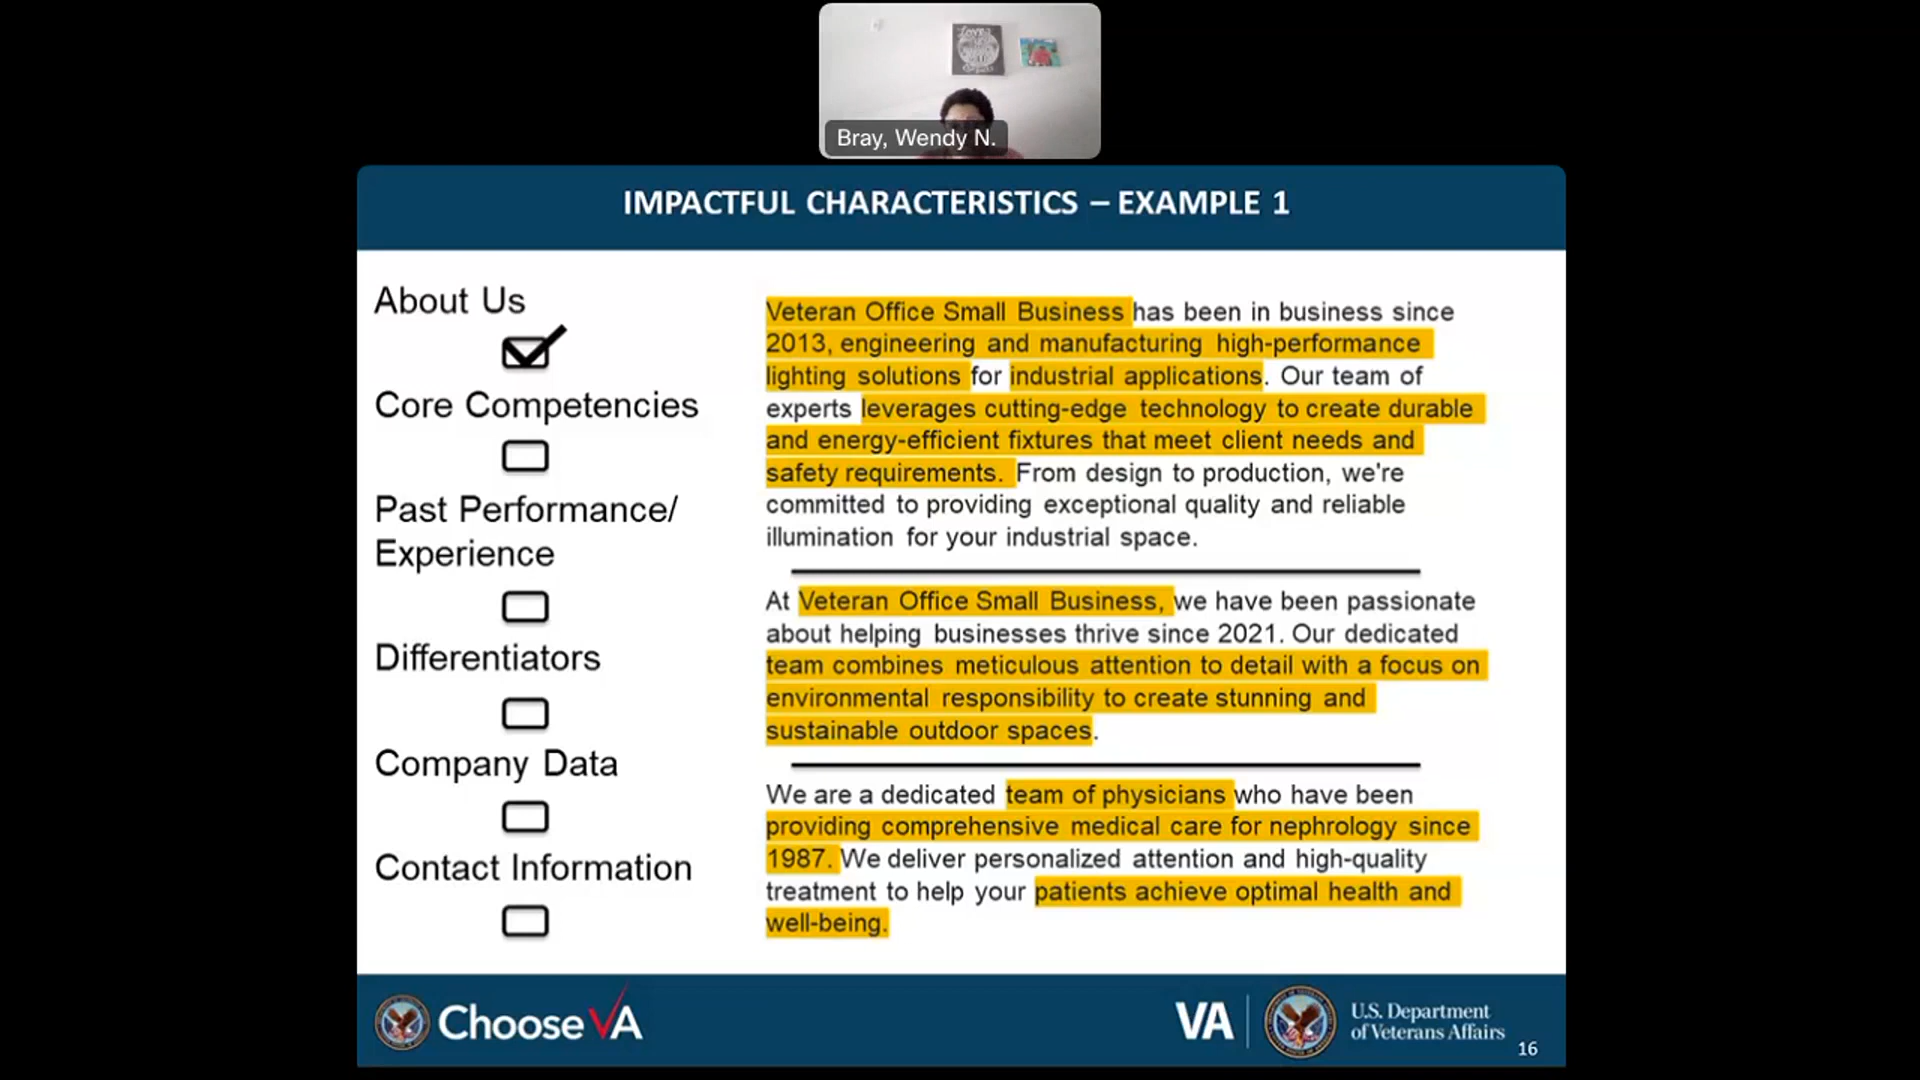 Love
Bray, Wendy N.
IMPACTFUL CHARACTERISTICS – EXAMPLE 1
About Us
Core Competencies
Past Performance/
Experience
Differentiators
Company Data
Contact Information
Veteran Office Small Business has been in business since
2013, engineering and manufacturing high-performance
lighting solutions for industrial applications. Our team of
experts leverages cutting-edge technology to create durable
and energy-efficient fixtures that meet client needs and
safety requirements. From design to production, we're
committed to providing exceptional quality and reliable
illumination for your industrial space.
At Veteran Office Small Business, we have been passionate
about helping businesses thrive since 2021. Our dedicated
team combines meticulous attention to detail with a focus on
environmental responsibility to create stunning and
sustainable outdoor spaces.
We are a dedicated team of physicians who have been
providing comprehensive medical care for nephrology since
1987. We deliver personalized attention and high-quality
treatment to help your patients achieve optimal health and
well-being.
Choose VA
VA
U.S. Department
of Veterans Affairs
16